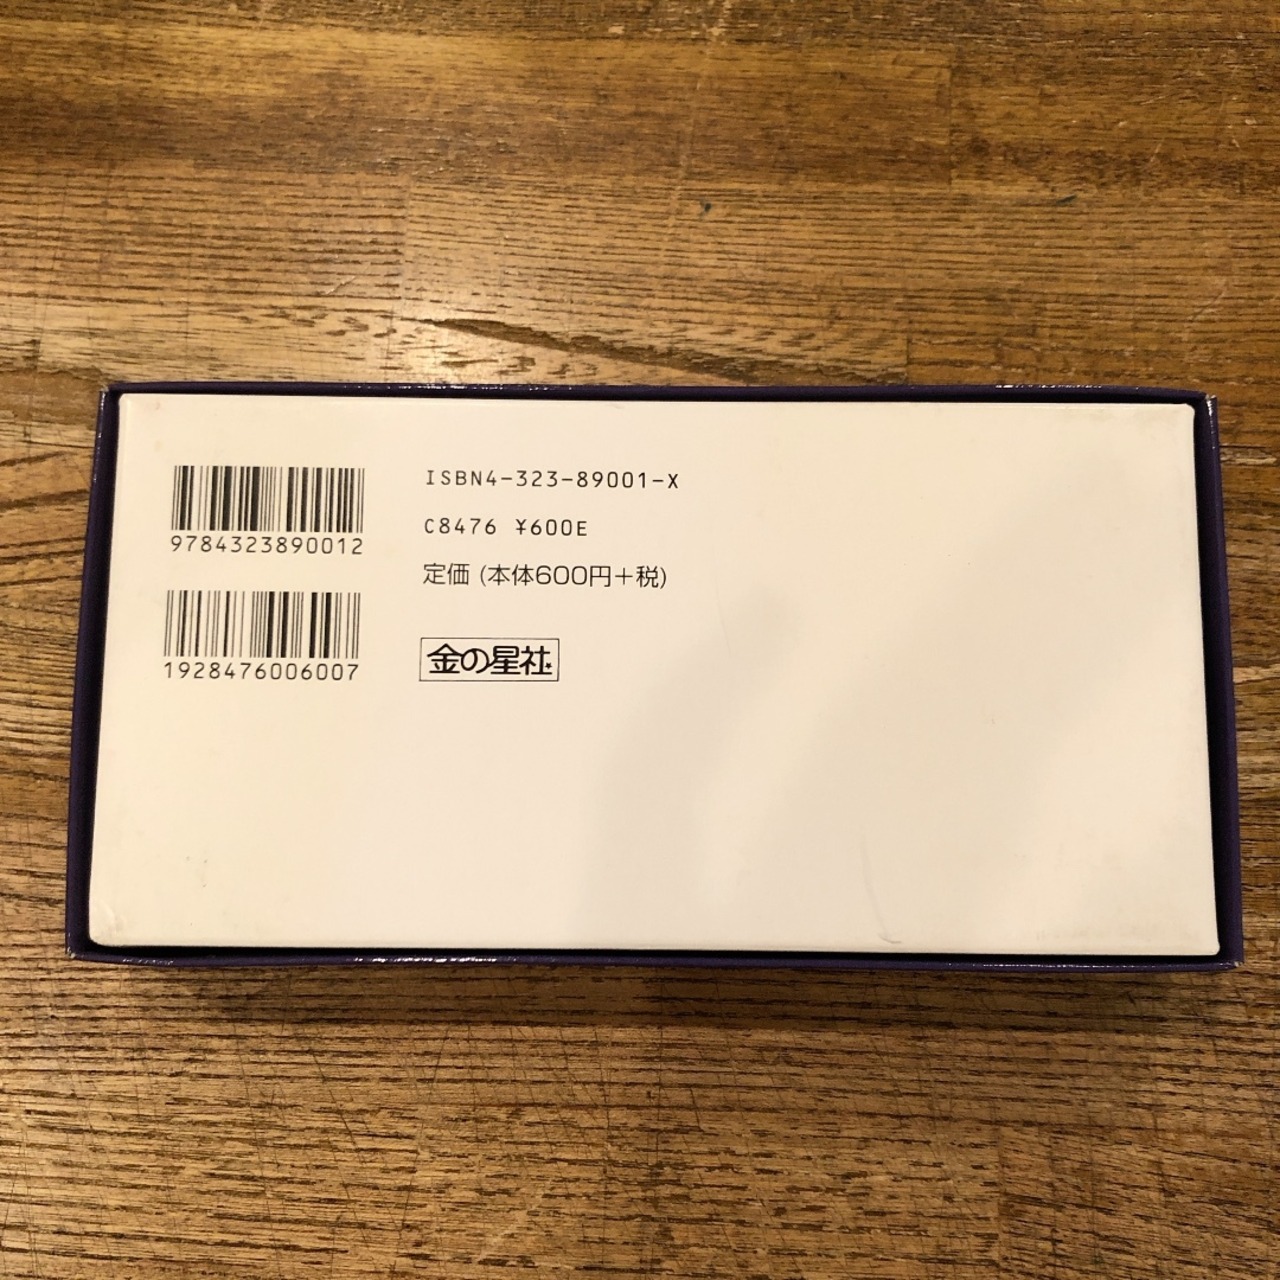 9784323890012
1928476006007
ISBN4-323-89001-X
C8476 ¥600E
定価 (本体600円+税)
金の星社